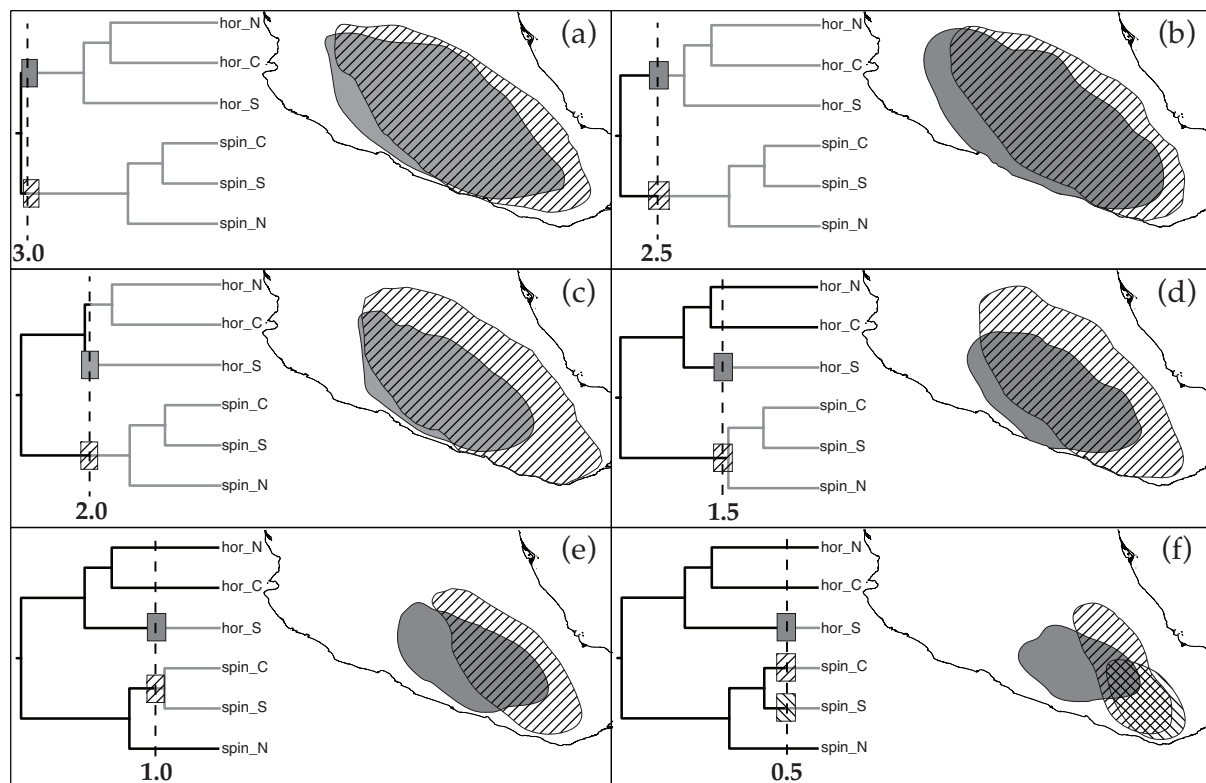 (a)
hor_N
hor_C
hor_S
spin_C
spin_S
spin_N
3.0
(b)
hor_N
hor_C
hor_S
spin_C
spin_S
spin_N
2.5
(c)
hor_N
hor_C
hor_S
spin_C
spin_S
spin_N
2.0
(d)
hor_N
hor_C
hor_S
spin_C
spin_S
spin_N
1.5
(e)
hor_N
hor_C
hor_S
spin_C
spin_S
spin_N
1.0
(f)
hor_N
hor_C
hor_S
spin_C
spin_S
spin_N
0.5